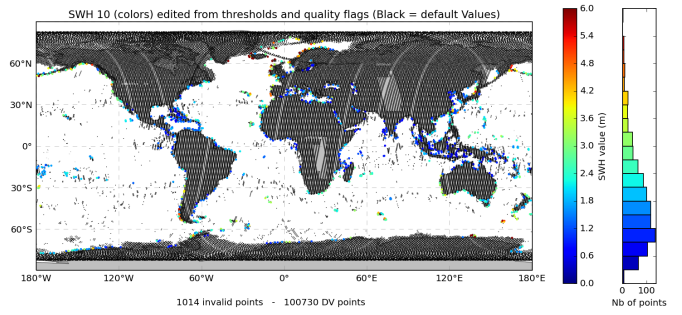 SWH 10 (colors) edited from thresholds and quality flags (Black = default Values)
60°N
30°N
0°
30°S
60°S
180°W 120°W 60°W 0° 60°E 120°E 180°E
1014 invalid points - 100730 DV points
6.0
5.4
4.8
4.2
3.6
3.0
2.4
1.8
1.2
0.6
0.0
SWH value (m)
0 100
Nb of points